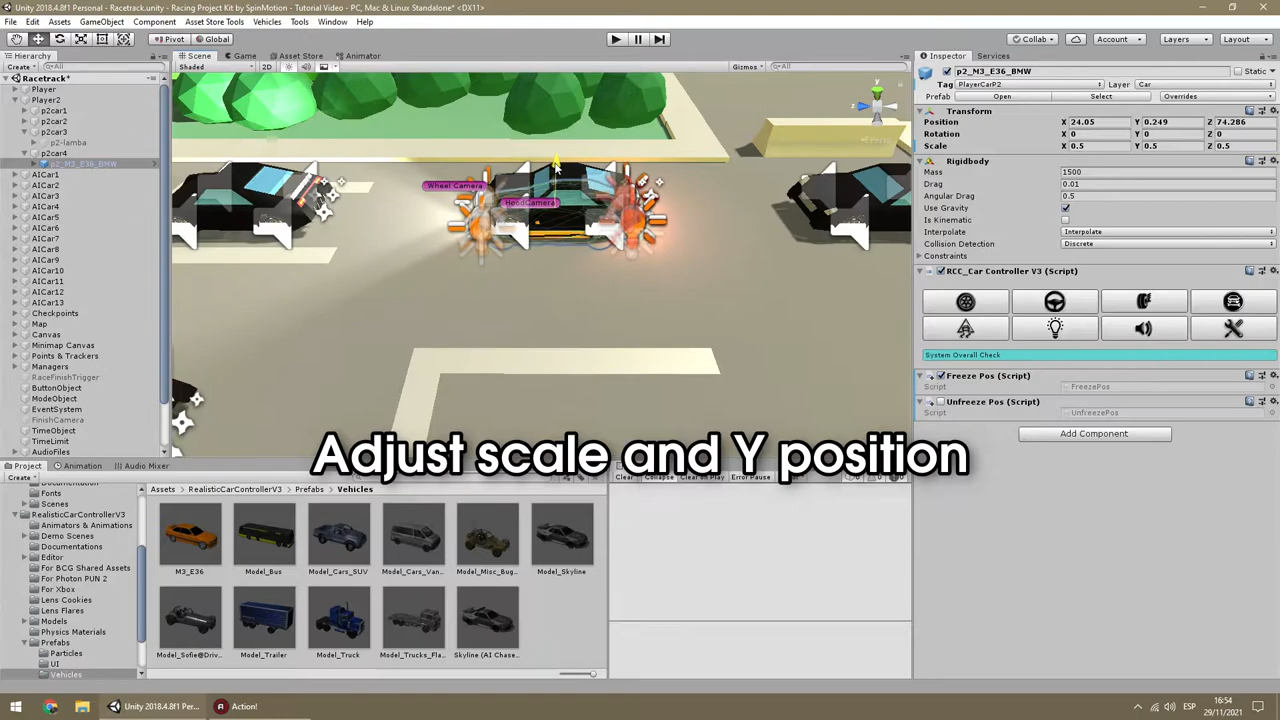 Unity 2018.4.8f1 Personal - Racetrack.unity - Racing Project Kit by SpinMotion - Tutorial Video - PC, Mac & Linux Standalone* <DX11>
File Edit Assets GameObject Component Asset Store Tools Vehicles Tools Window Help
Pivot Global Collab Account Layers Layout
Hierarchy
Scene Game Asset Store Animator
Inspector Services
Create All
Shaded 2D Gizmos All
Racetrack*
Player
Player2
p2car1
p2car2
p2car3
p2-lamba
p2car4
p2_M3_E36_BMW
AICar1
AICar2
AICar3
AICar4
AICar5
AICar6
AICar7
AICar8
AICar9
AICar10
AICar11
AICar12
AICar13
Checkpoints
Map
Canvas
Minimap Canvas
Points & Trackers
Managers
RaceFinishTrigger
ButtonObject
ModeObject
EventSystem
FinishCamera
TimeObject
TimeLimit
AudioFiles
y
z
Persp
Wheel Camera
HoodCamera
p2_M3_E36_BMW Static
Tag PlayerCarP2 Layer Car
Prefab Open Select Overrides
Transform
Position X 24.05 Y 0.249 Z 74.286
Rotation X 0 Y 0 Z 0
Scale X 0.5 Y 0.5 Z 0.5
Rigidbody
Mass 1500
Drag 0.01
Angular Drag 0.5
Use Gravity
Is Kinematic
Interpolate Interpolate
Collision Detection Discrete
Constraints
RCC_Car Controller V3 (Script)
System Overall Check
Freeze Pos (Script)
Script FreezePos
Unfreeze Pos (Script)
Script UnfreezePos
Add Component
Adjust scale and Y position
Project Animation Audio Mixer
Create
Clear Collapse Clear on Play Error Pause
Documentation
Fonts
Scenes
RealisticCarControllerV3
Animators & Animations
Demo Scenes
Documentations
Editor
For BCG Shared Assets
For Photon PUN 2
For Xbox
Lens Cookies
Lens Flares
Models
Physics Materials
Prefabs
Particles
UI
Vehicles
Assets RealisticCarControllerV3 Prefabs Vehicles
M3_E36 Model_Bus Model_Cars_SUV Model_Cars_Van... Model_Misc_Bug... Model_Skyline
Model_Sofie@Driv... Model_Trailer Model_Truck Model_Trucks_Fla... Skyline (AI Chase...
Unity 2018.4.8f1 Per... Action!
ESP
16:54
29/11/2021